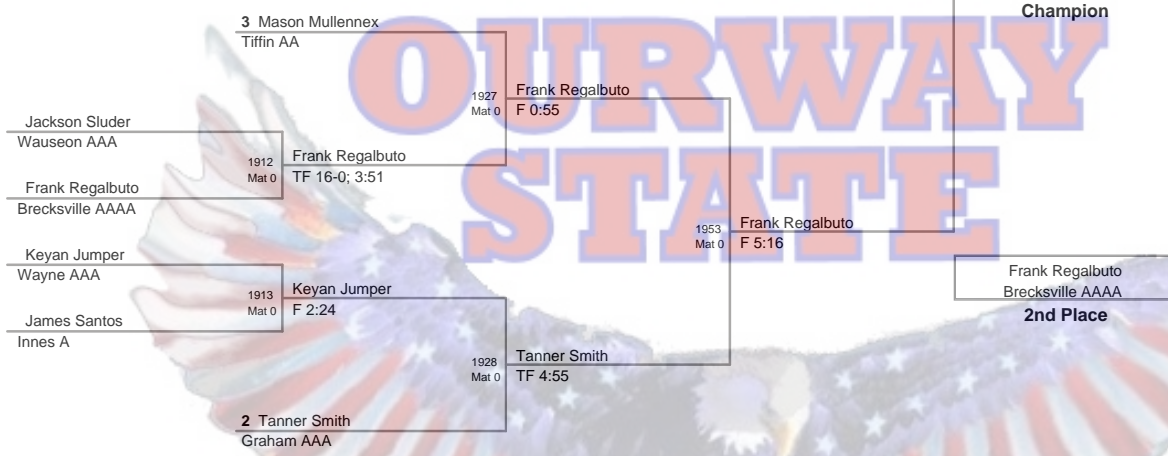 Champion
3 Mason Mullennex
Tiffin AA
OURWAY
STATE
1927
Mat 0
Frank Regalbuto
F 0:55
Jackson Sluder
Wauseon AAA
1912
Mat 0
Frank Regalbuto
TF 16-0; 3:51
Frank Regalbuto
Brecksville AAAA
1953
Mat 0
Frank Regalbuto
F 5:16
Keyan Jumper
Wayne AAA
1913
Mat 0
Keyan Jumper
F 2:24
James Santos
Innes A
Frank Regalbuto
Brecksville AAAA
2nd Place
1928
Mat 0
Tanner Smith
TF 4:55
2 Tanner Smith
Graham AAA